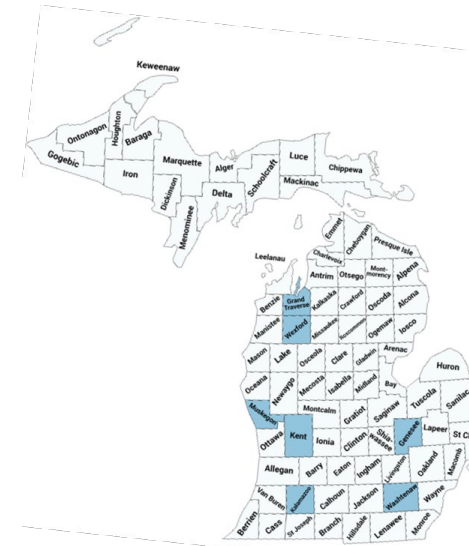 Keweenaw
Houghton
Ontonagon
Baraga
Gogebic
Iron
Marquette
Dickinson
Menominee
Alger
Delta
Schoolcraft
Luce
Mackinac
Chippewa
Emmet
Cheboygan
Presque Isle
Charlevoix
Leelanau
Antrim
Otsego
Mont-
morency
Alpena
Benzie
Grand
Traverse
Kalkaska
Crawford
Oscoda
Alcona
Manistee
Wexford
Missaukee
Roscommon
Ogemaw
Iosco
Mason
Lake
Osceola
Clare
Gladwin
Arenac
Huron
Oceana
Newaygo
Mecosta
Isabella
Midland
Bay
Tuscola
Sanilac
Muskegon
Montcalm
Gratiot
Saginaw
Ottawa
Kent
Ionia
Clinton
Shia-
wassee
Genesee
Lapeer
St Cl
Allegan
Barry
Eaton
Ingham
Livingston
Oakland
Macomb
Van Buren
Kalamazoo
Calhoun
Jackson
Washtenaw
Wayne
Berrien
Cass
St Joseph
Branch
Hillsdale
Lenawee
Monroe